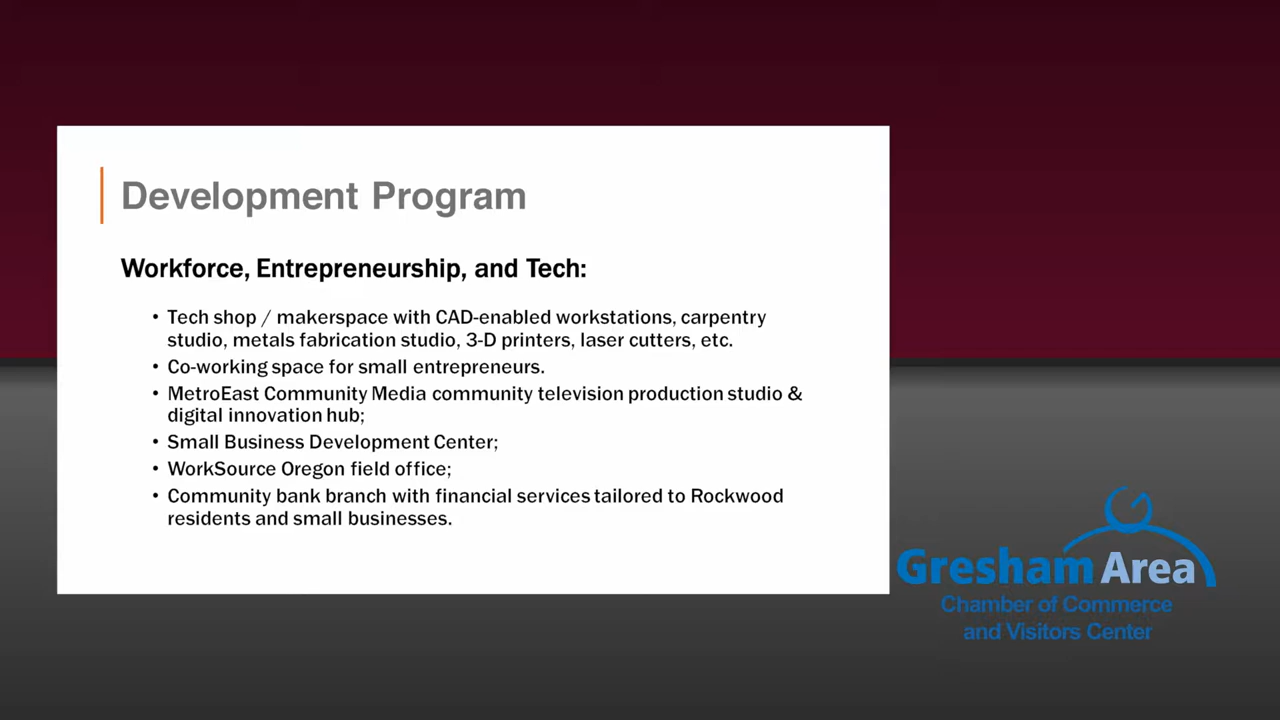 Development Program
Workforce, Entrepreneurship, and Tech:
• Tech shop / makerspace with CAD-enabled workstations, carpentry
studio, metals fabrication studio, 3-D printers, laser cutters, etc.
• Co-working space for small entrepreneurs.
• MetroEast Community Media community television production studio &
digital innovation hub;
• Small Business Development Center;
• WorkSource Oregon field office;
• Community bank branch with financial services tailored to Rockwood
residents and small businesses.
Gresham Area
Chamber of Commerce
and Visitors Center